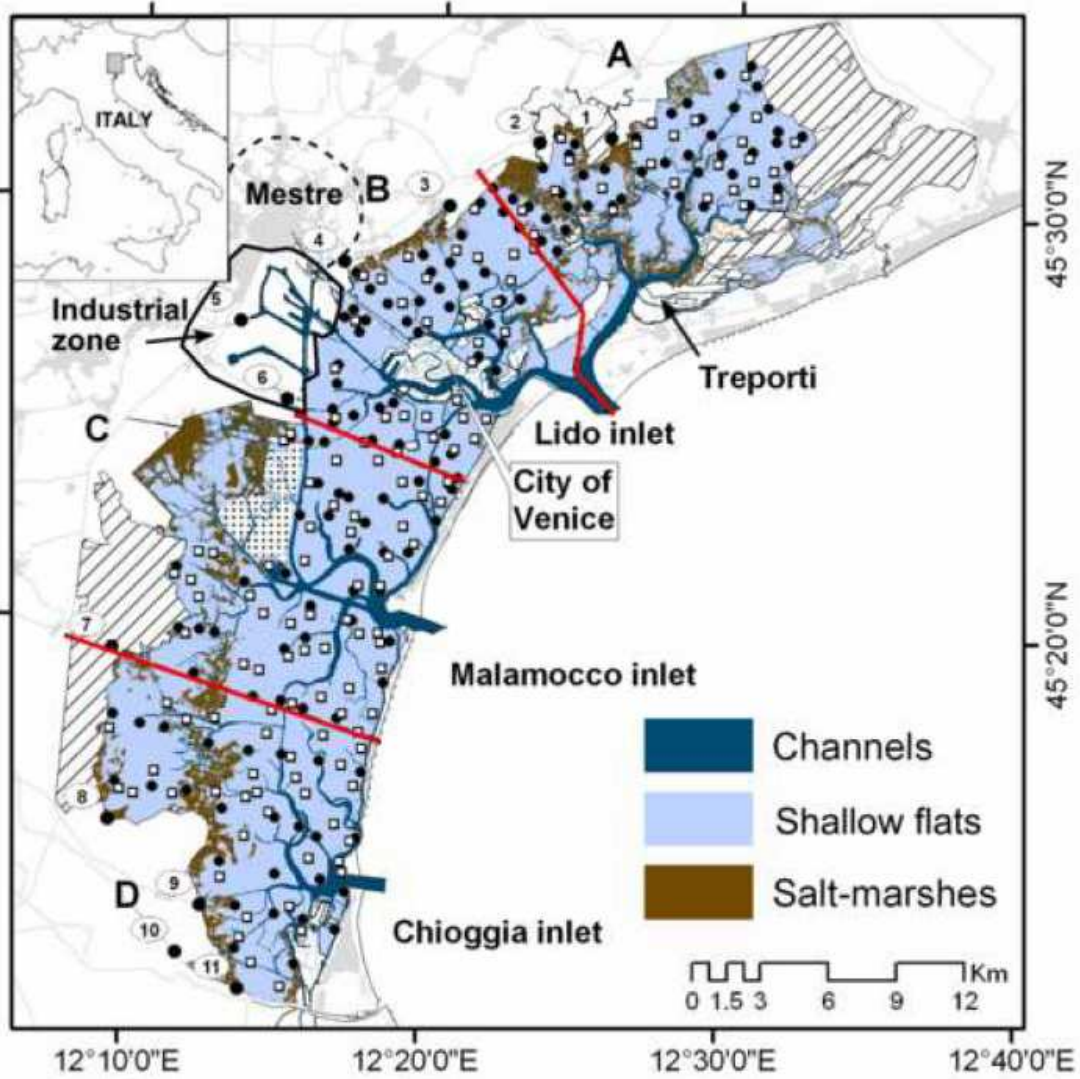 A
ITALY
2
1
45°30'0"N
Mestre
B
3
4
5
Industrial
zone
Treporti
6
C
Lido inlet
City of
Venice
45°20'0"N
7
Malamocco inlet
Channels
8
Shallow flats
9
Salt-marshes
D
10
Chioggia inlet
11
Km
0 1.5 3 6 9 12
12°10'0"E 12°20'0"E 12°30'0"E 12°40'0"E